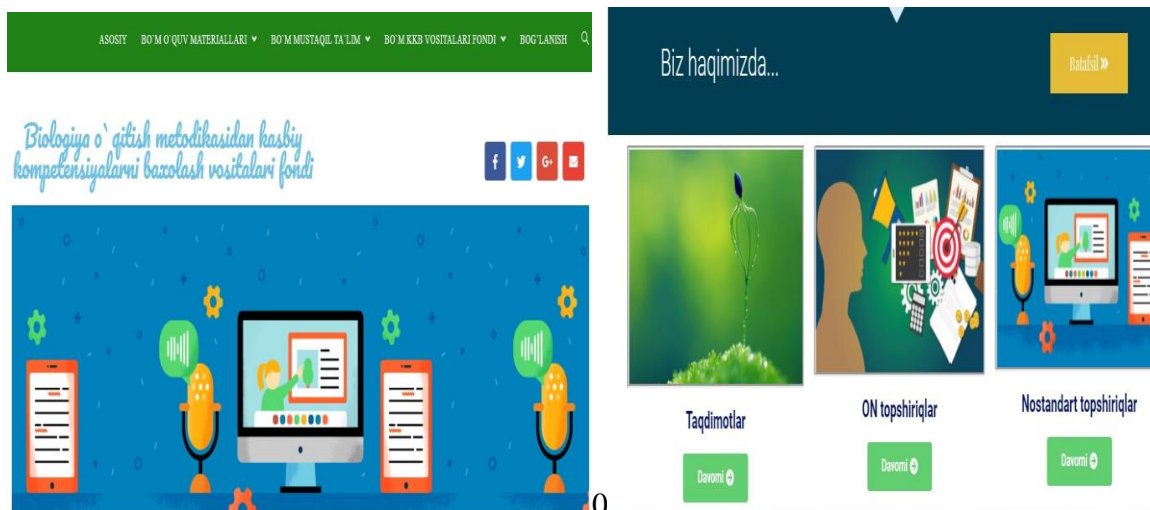 ASOSIY BO`M O`QUV MATERIALLARI BO`M MUSTAQIL TA`LIM BO`M KKB VOSITALARI FONDI BOG`LANISH
Biologiya o`qitish metodikasidan kasbiy
kompetensiyalarni baxolash vositalari fondi
f G+
0
Biz haqimizda...
Batafsil »
Taqdimotlar
ON topshiriqlar
Nostandart topshiriqlar
Davomi
Davomi
Davomi